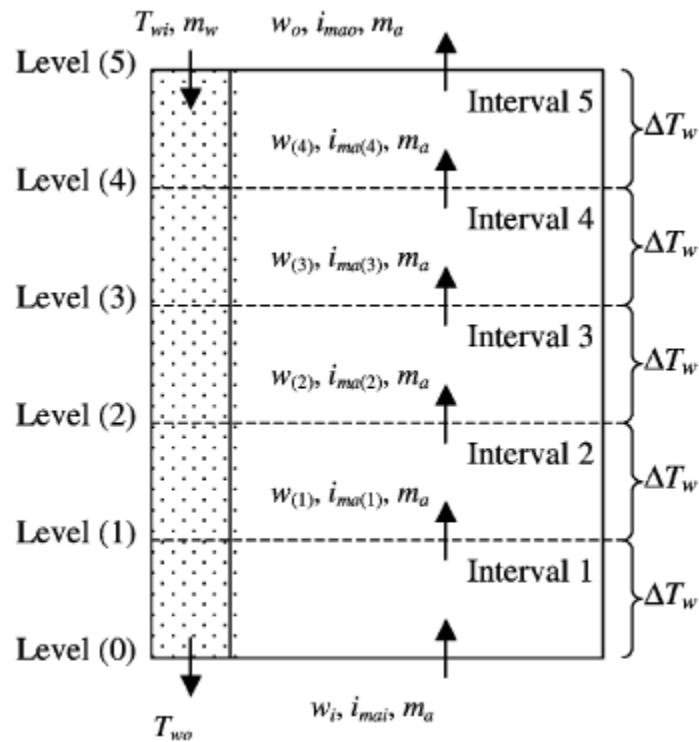 T_wi, m_w w_o, i_mao, m_a
Level (5)
Interval 5
w_(4), i_ma(4), m_a
ΔT_w
Level (4)
Interval 4
w_(3), i_ma(3), m_a
ΔT_w
Level (3)
Interval 3
w_(2), i_ma(2), m_a
ΔT_w
Level (2)
Interval 2
w_(1), i_ma(1), m_a
ΔT_w
Level (1)
Interval 1
ΔT_w
Level (0)
w_i, i_mai, m_a
T_wo